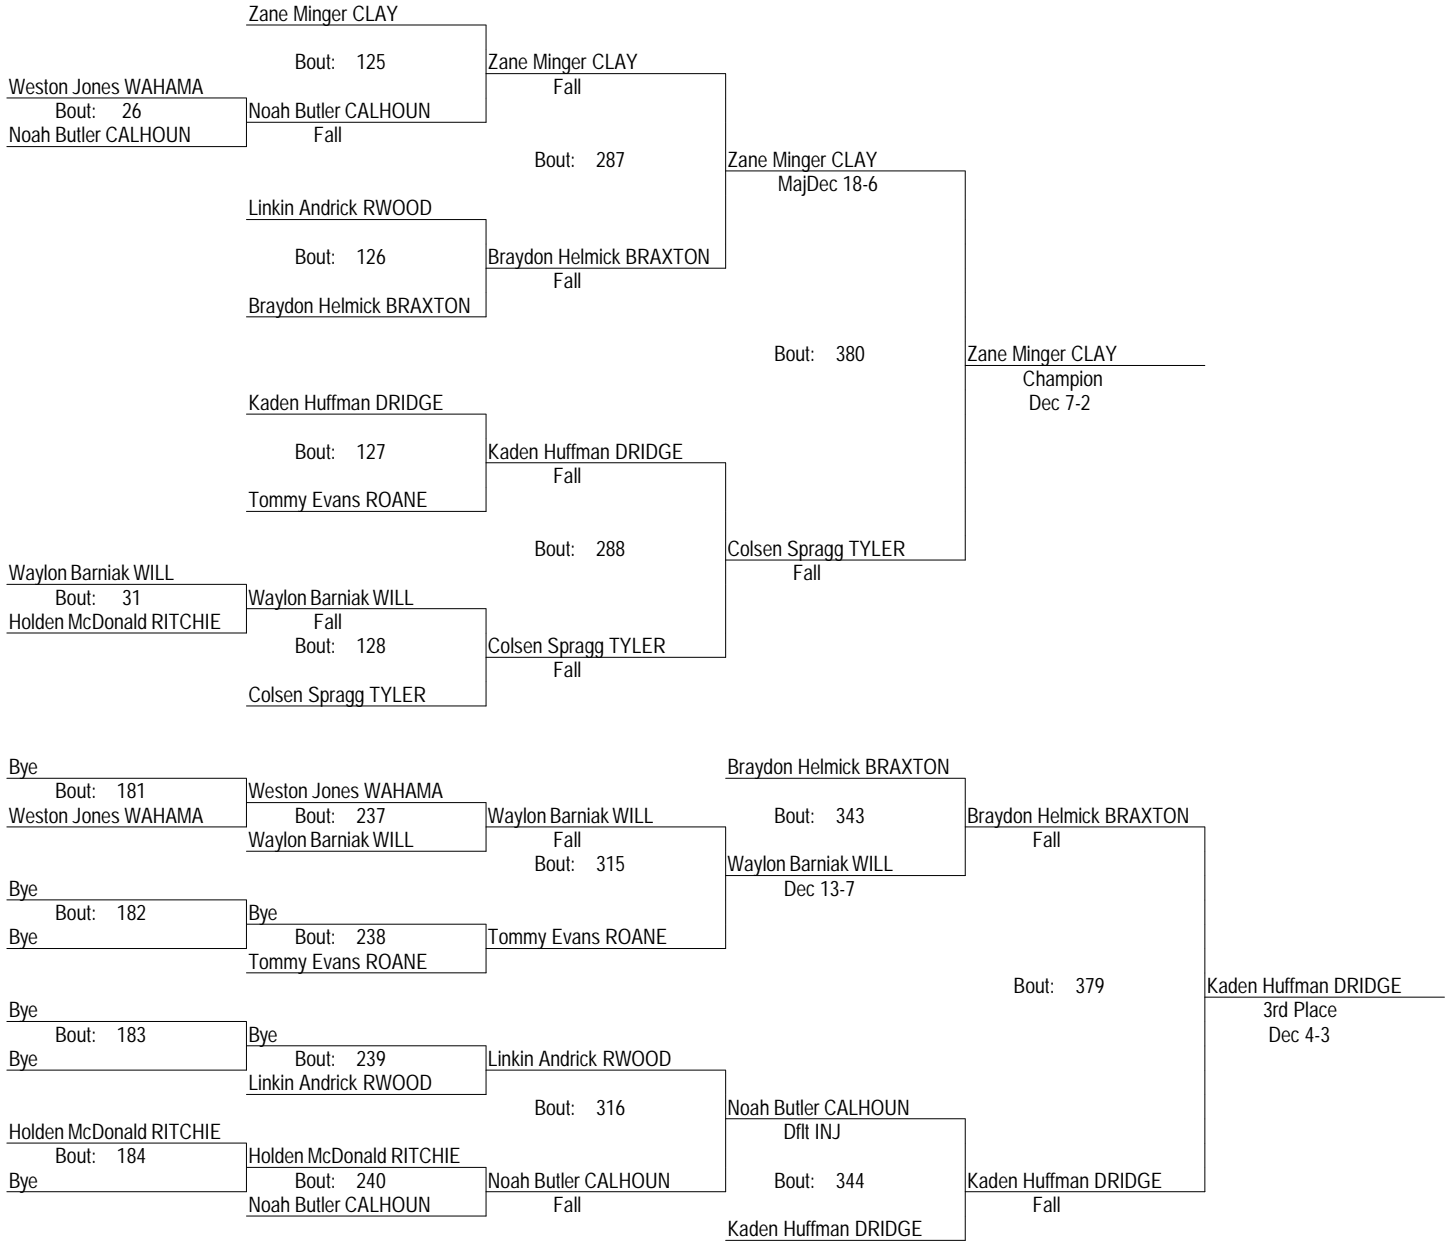 Zane Minger CLAY
Bout: 125
Zane Minger CLAY
Weston Jones WAHAMA
Fall
Bout: 26
Noah Butler CALHOUN
Noah Butler CALHOUN
Fall
Bout: 287
Zane Minger CLAY
MajDec 18-6
Linkin Andrick RWOOD
Bout: 126
Braydon Helmick BRAXTON
Fall
Braydon Helmick BRAXTON
Bout: 380
Zane Minger CLAY
Champion
Dec 7-2
Kaden Huffman DRIDGE
Bout: 127
Kaden Huffman DRIDGE
Fall
Tommy Evans ROANE
Bout: 288
Colsen Spragg TYLER
Fall
Waylon Barniak WILL
Bout: 31
Waylon Barniak WILL
Holden McDonald RITCHIE
Fall
Bout: 128
Colsen Spragg TYLER
Fall
Colsen Spragg TYLER
Bye
Braydon Helmick BRAXTON
Bout: 181
Weston Jones WAHAMA
Weston Jones WAHAMA
Bout: 237
Waylon Barniak WILL
Bout: 343
Braydon Helmick BRAXTON
Waylon Barniak WILL
Fall
Fall
Bout: 315
Waylon Barniak WILL
Dec 13-7
Bye
Bout: 182
Bye
Bye
Bout: 238
Tommy Evans ROANE
Tommy Evans ROANE
Bout: 379
Kaden Huffman DRIDGE
3rd Place
Dec 4-3
Bye
Bout: 183
Bye
Bye
Bout: 239
Linkin Andrick RWOOD
Linkin Andrick RWOOD
Bout: 316
Noah Butler CALHOUN
Dflt INJ
Holden McDonald RITCHIE
Bout: 184
Holden McDonald RITCHIE
Bye
Bout: 240
Noah Butler CALHOUN
Bout: 344
Kaden Huffman DRIDGE
Noah Butler CALHOUN
Fall
Fall
Kaden Huffman DRIDGE